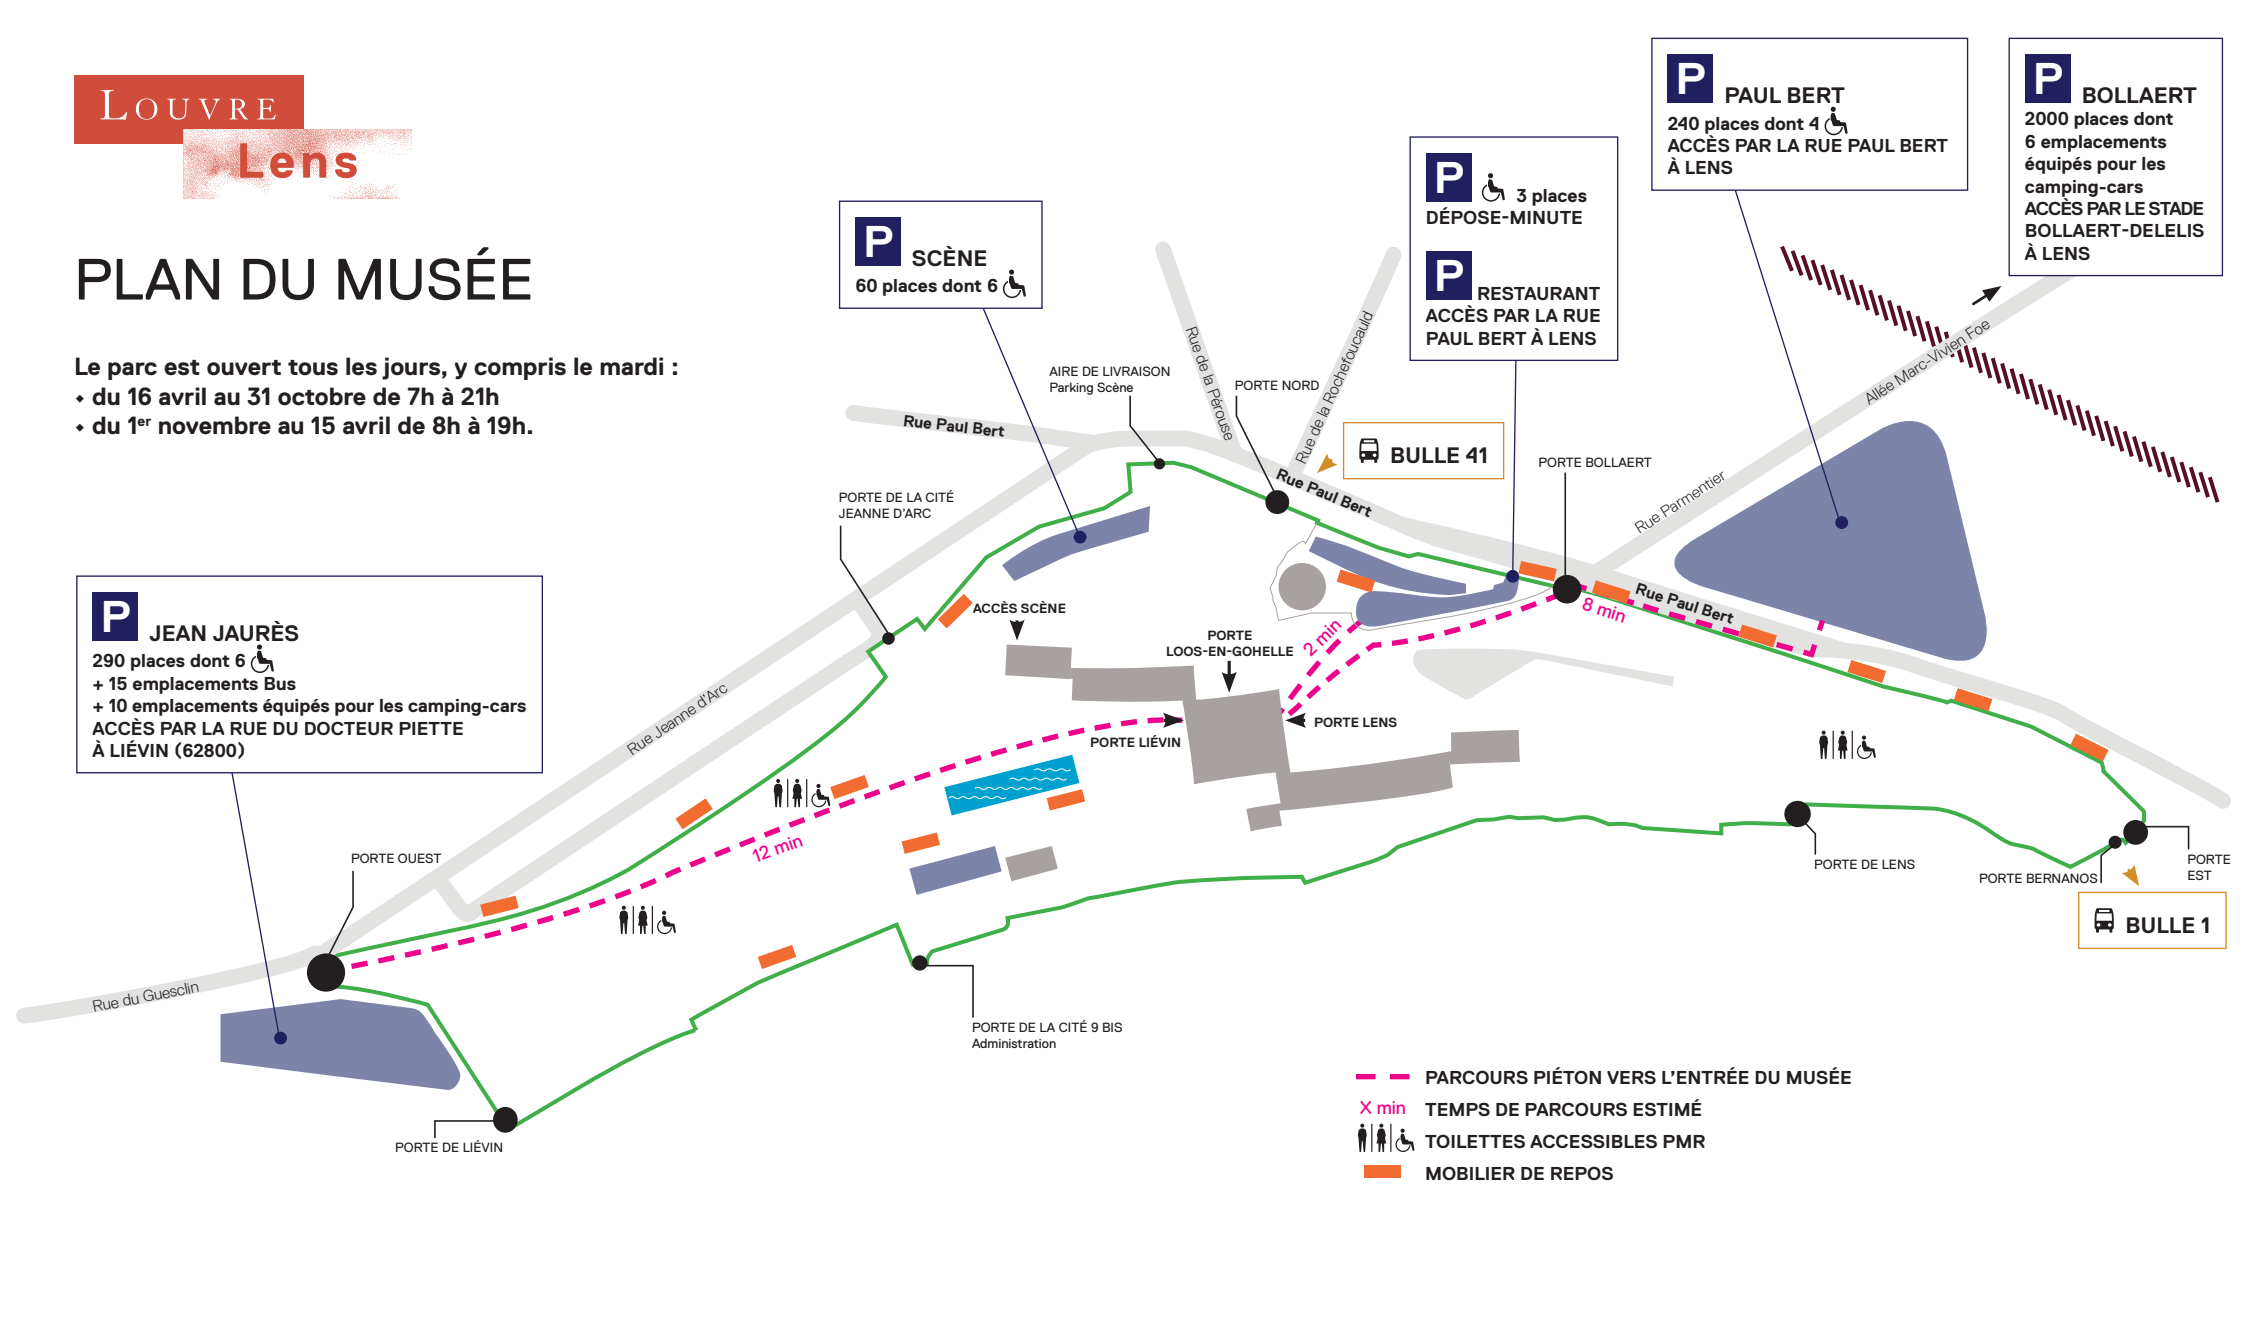 LOUVRE
Lens
PLAN DU MUSÉE
Le parc est ouvert tous les jours, y compris le mardi :
⬩ du 16 avril au 31 octobre de 7h à 21h
⬩ du 1er novembre au 15 avril de 8h à 19h.
P JEAN JAURÈS
290 places dont 6
+ 15 emplacements Bus
+ 10 emplacements équipés pour les camping-cars
ACCÈS PAR LA RUE DU DOCTEUR PIETTE
À LIÉVIN (62800)
P SCÈNE
60 places dont 6
P 3 places
DÉPOSE-MINUTE
P RESTAURANT
ACCÈS PAR LA RUE
PAUL BERT À LENS
P PAUL BERT
240 places dont 4
ACCÈS PAR LA RUE PAUL BERT
À LENS
P BOLLAERT
2000 places dont
6 emplacements
équipés pour les
camping-cars
ACCÈS PAR LE STADE
BOLLAERT-DELELIS
À LENS
Rue Paul Bert
AIRE DE LIVRAISON
Parking Scène
Rue de la Pérouse
PORTE NORD
Rue de la Rochefoucauld
BULLE 41
Rue Paul Bert
PORTE BOLLAERT
Rue Parmentier
Allée Marc-Vivien Foe
PORTE DE LA CITÉ
JEANNE D'ARC
ACCÈS SCÈNE
PORTE
LOOS-EN-GOHELLE
2 min
8 min
Rue Paul Bert
Rue Jeanne d'Arc
PORTE LIÉVIN
PORTE LENS
12 min
PORTE OUEST
Rue du Guesclin
PORTE DE LENS
PORTE BERNANOS
PORTE
EST
BULLE 1
PORTE DE LA CITÉ 9 BIS
Administration
PORTE DE LIÉVIN
PARCOURS PIÉTON VERS L'ENTRÉE DU MUSÉE
X min TEMPS DE PARCOURS ESTIMÉ
TOILETTES ACCESSIBLES PMR
MOBILIER DE REPOS